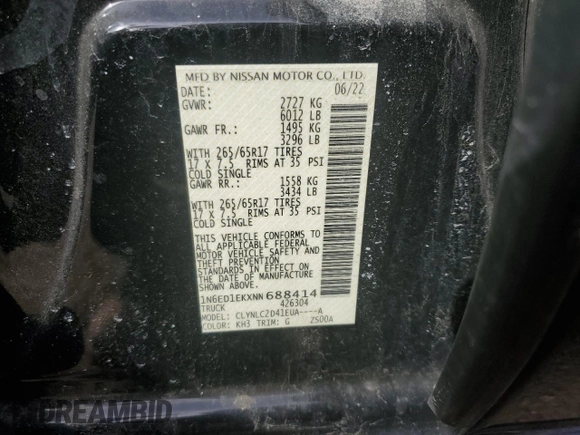 MFD BY NISSAN MOTOR CO., LTD.
DATE: 06/22
GVWR: 2727 KG
6012 LB
GAWR FR.: 1495 KG
3296 LB
WITH 265/65R17 TIRES
17 X 7.5 RIMS AT 35 PSI
COLD SINGLE
GAWR RR.: 1558 KG
3434 LB
WITH 265/65R17 TIRES
17 X 7.5 RIMS AT 35 PSI
COLD SINGLE
THIS VEHICLE CONFORMS TO
ALL APPLICABLE FEDERAL
MOTOR VEHICLE SAFETY AND
THEFT PREVENTION
STANDARDS IN EFFECT ON
THE DATE OF MANUFACTURE
SHOWN ABOVE.
1N6ED1EKXNN688414
TRUCK 426304
MODEL: CLYNLC2D41EUA----A
COLOR: KH3 TRIM: G 2S00A
DREAMBID